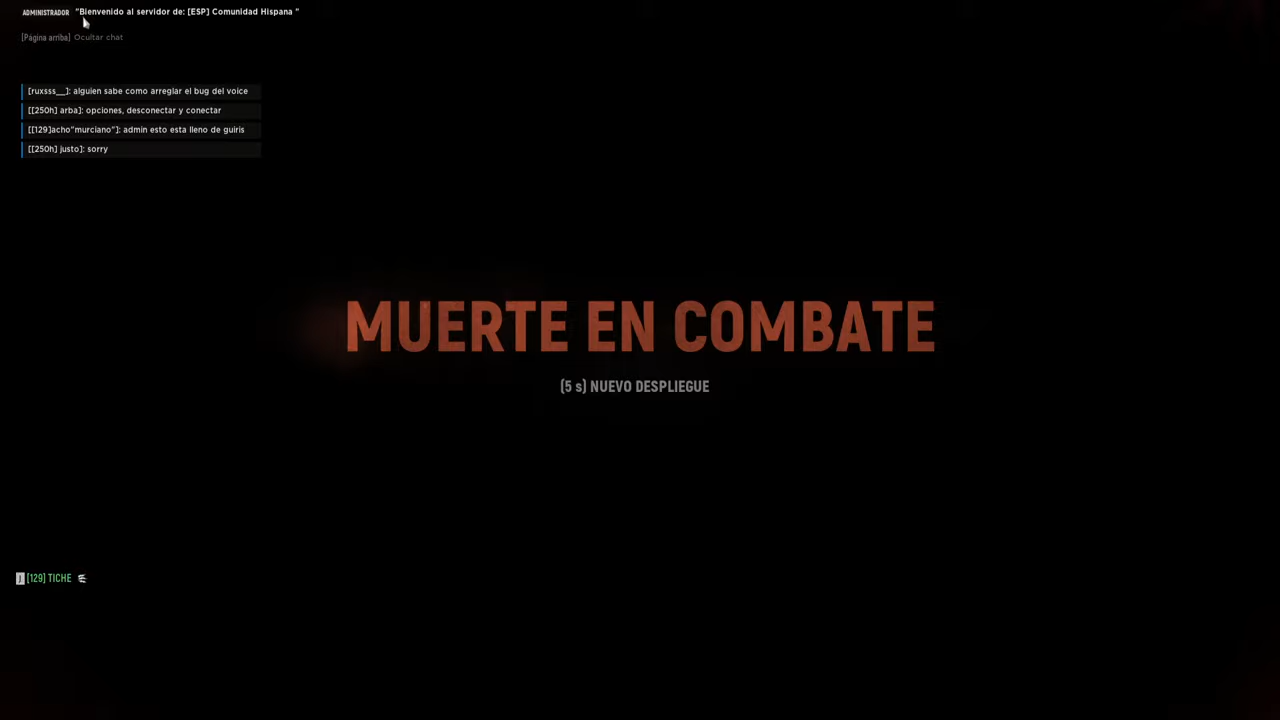 ADMINISTRADOR "Bienvenido al servidor de: [ESP] Comunidad Hispana "
[Página arriba] Ocultar chat
[ruxsss__]: alguien sabe como arreglar el bug del voice
[[250h] arba]: opciones, desconectar y conectar
[[129]acho"murciano"]: admin esto esta lleno de guiris
[[250h] justo]: sorry
MUERTE EN COMBATE
(5 s) NUEVO DESPLIEGUE
[129] TICHE